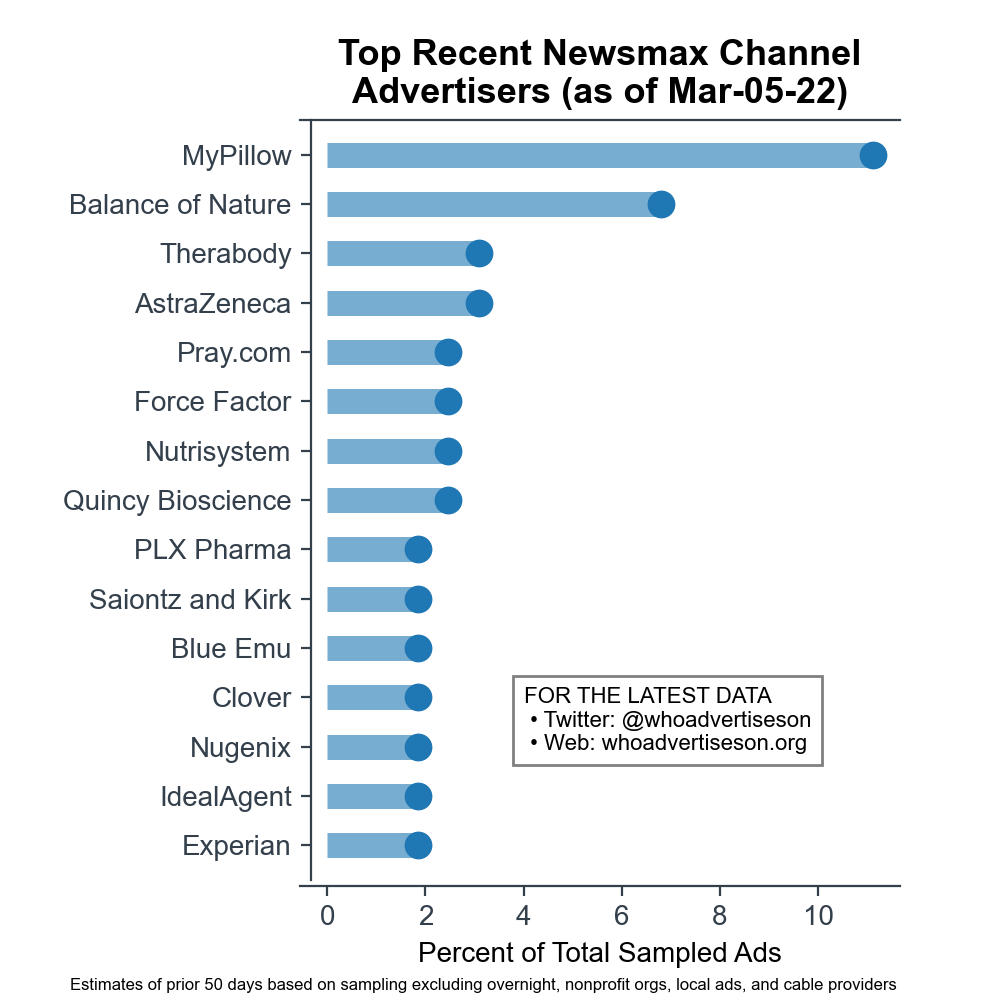 Top Recent Newsmax Channel
Advertisers (as of Mar-05-22)
MyPillow
Balance of Nature
Therabody
AstraZeneca
Pray.com
Force Factor
Nutrisystem
Quincy Bioscience
PLX Pharma
Saiontz and Kirk
Blue Emu
Clover
Nugenix
IdealAgent
Experian
FOR THE LATEST DATA
• Twitter: @whoadvertiseson
• Web: whoadvertiseson.org
0 2 4 6 8 10
Percent of Total Sampled Ads
Estimates of prior 50 days based on sampling excluding overnight, nonprofit orgs, local ads, and cable providers